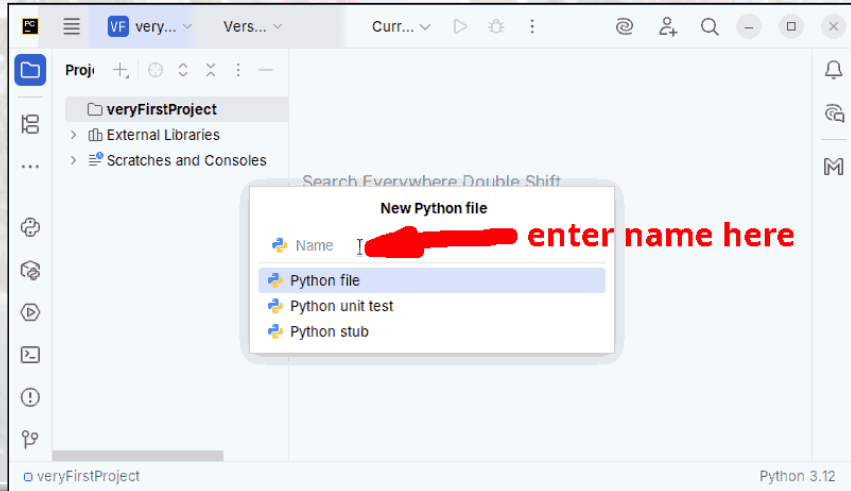 PC
VF very...
Vers...
Curr...
Proj
veryFirstProject
External Libraries
Scratches and Consoles
Search Everywhere Double Shift
New Python file
Name
enter name here
Python file
Python unit test
Python stub
veryFirstProject
Python 3.12